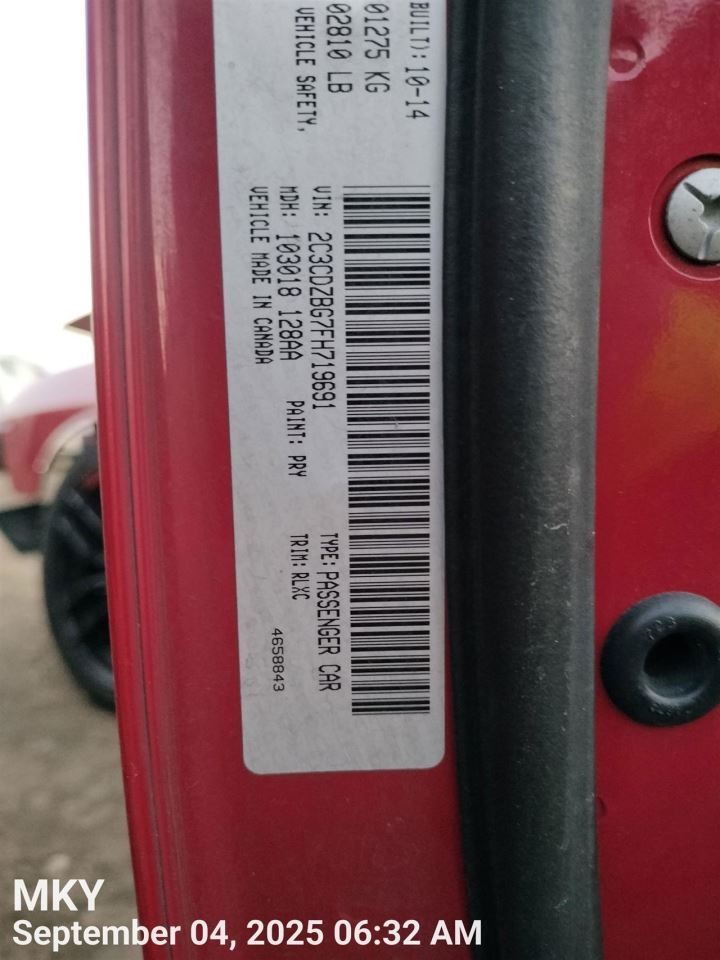 BUILT): 10-14
01275 KG
02810 LB
VEHICLE SAFETY,
VIN: 2C3CDZBG7FH719691 TYPE: PASSENGER CAR
MDH: 103018 128AA PAINT: PRY TRIM: RLXC
VEHICLE MADE IN CANADA 4658843
MKY
September 04, 2025 06:32 AM